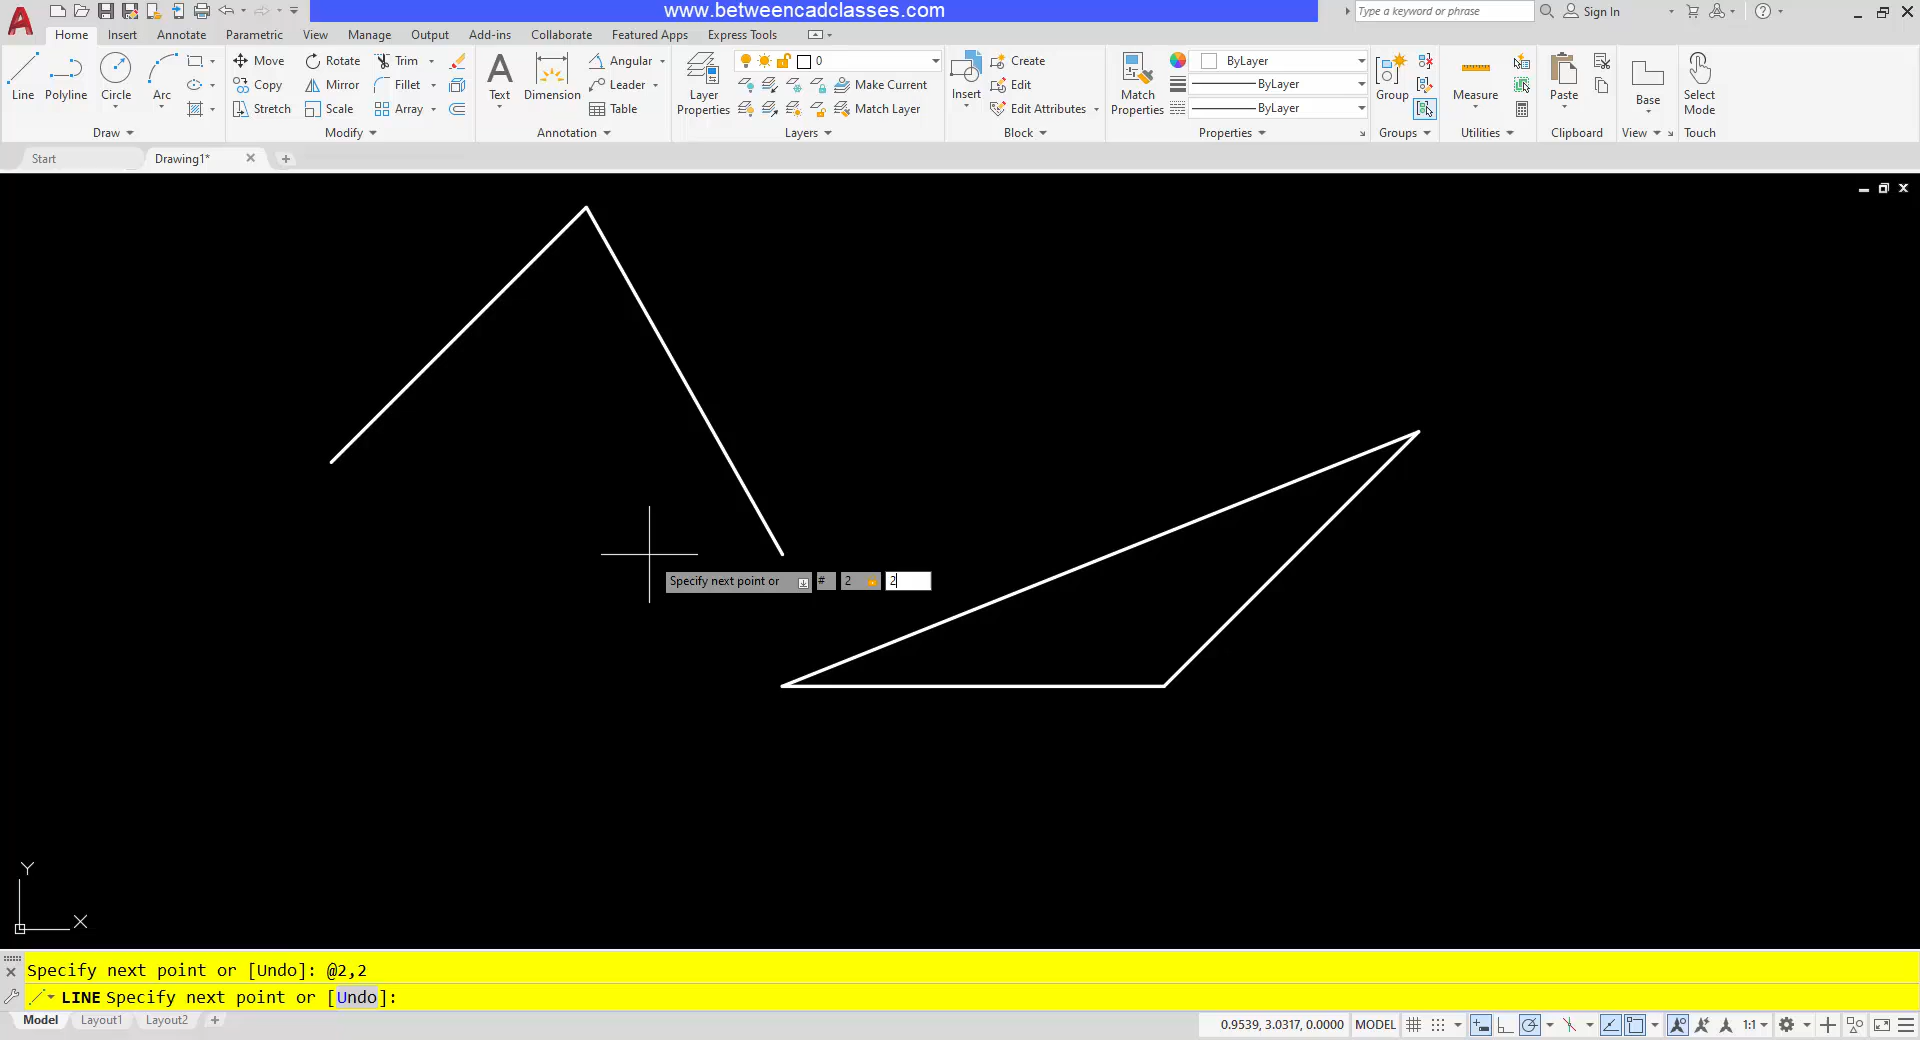 www.betweencadclasses.com
Type a keyword or phrase
Sign In
Home Insert Annotate Parametric View Manage Output Add-ins Collaborate Featured Apps Express Tools
Line Polyline Circle Arc
Draw
Move Rotate Trim
Copy Mirror Fillet
Stretch Scale Array
Modify
Text Dimension
Angular
Leader
Table
Annotation
Layer Properties
0
Make Current
Match Layer
Layers
Insert
Create
Edit
Edit Attributes
Block
Match Properties
ByLayer
ByLayer
ByLayer
Properties
Group
Groups
Measure
Utilities
Paste
Clipboard
Base
View
Select Mode
Touch
Start Drawing1*
Specify next point or # 2 2
Y
X
Specify next point or [Undo]: @2,2
LINE Specify next point or [Undo]:
Model Layout1 Layout2
0.9539, 3.0317, 0.0000 MODEL 1:1